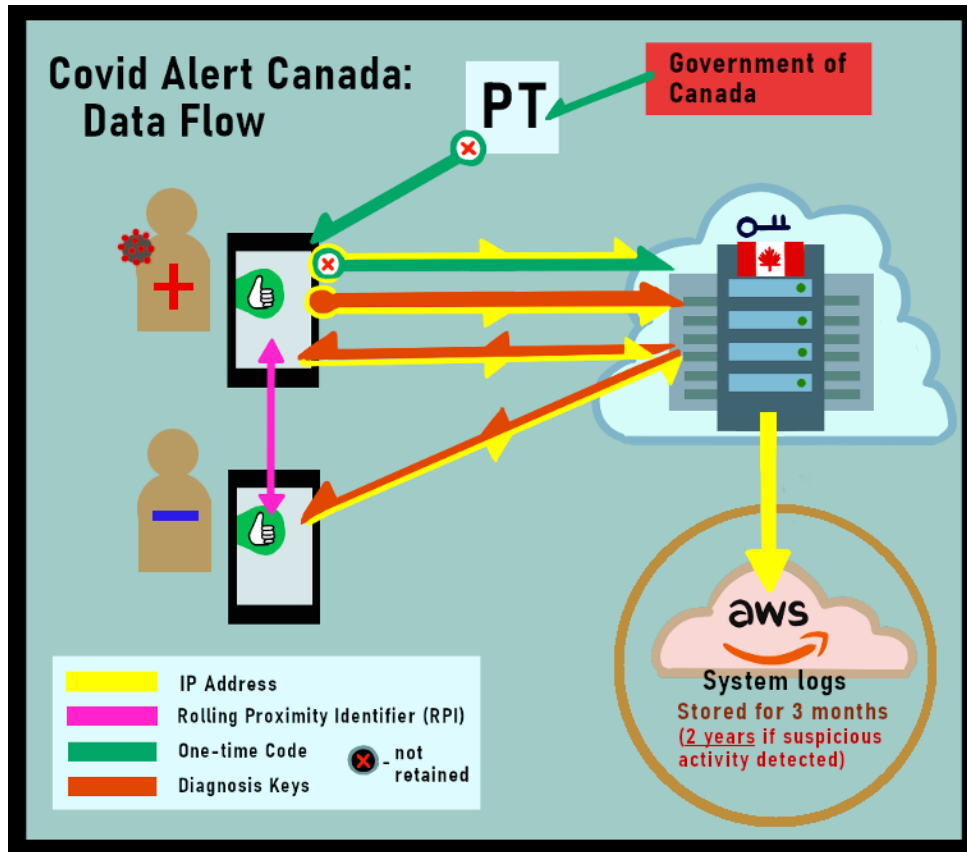 Covid Alert Canada:
Data Flow
PT
Government of
Canada
aws
System logs
Stored for 3 months
(2 years if suspicious
activity detected)
IP Address
Rolling Proximity Identifier (RPI)
One-time Code
Diagnosis Keys
- not
retained